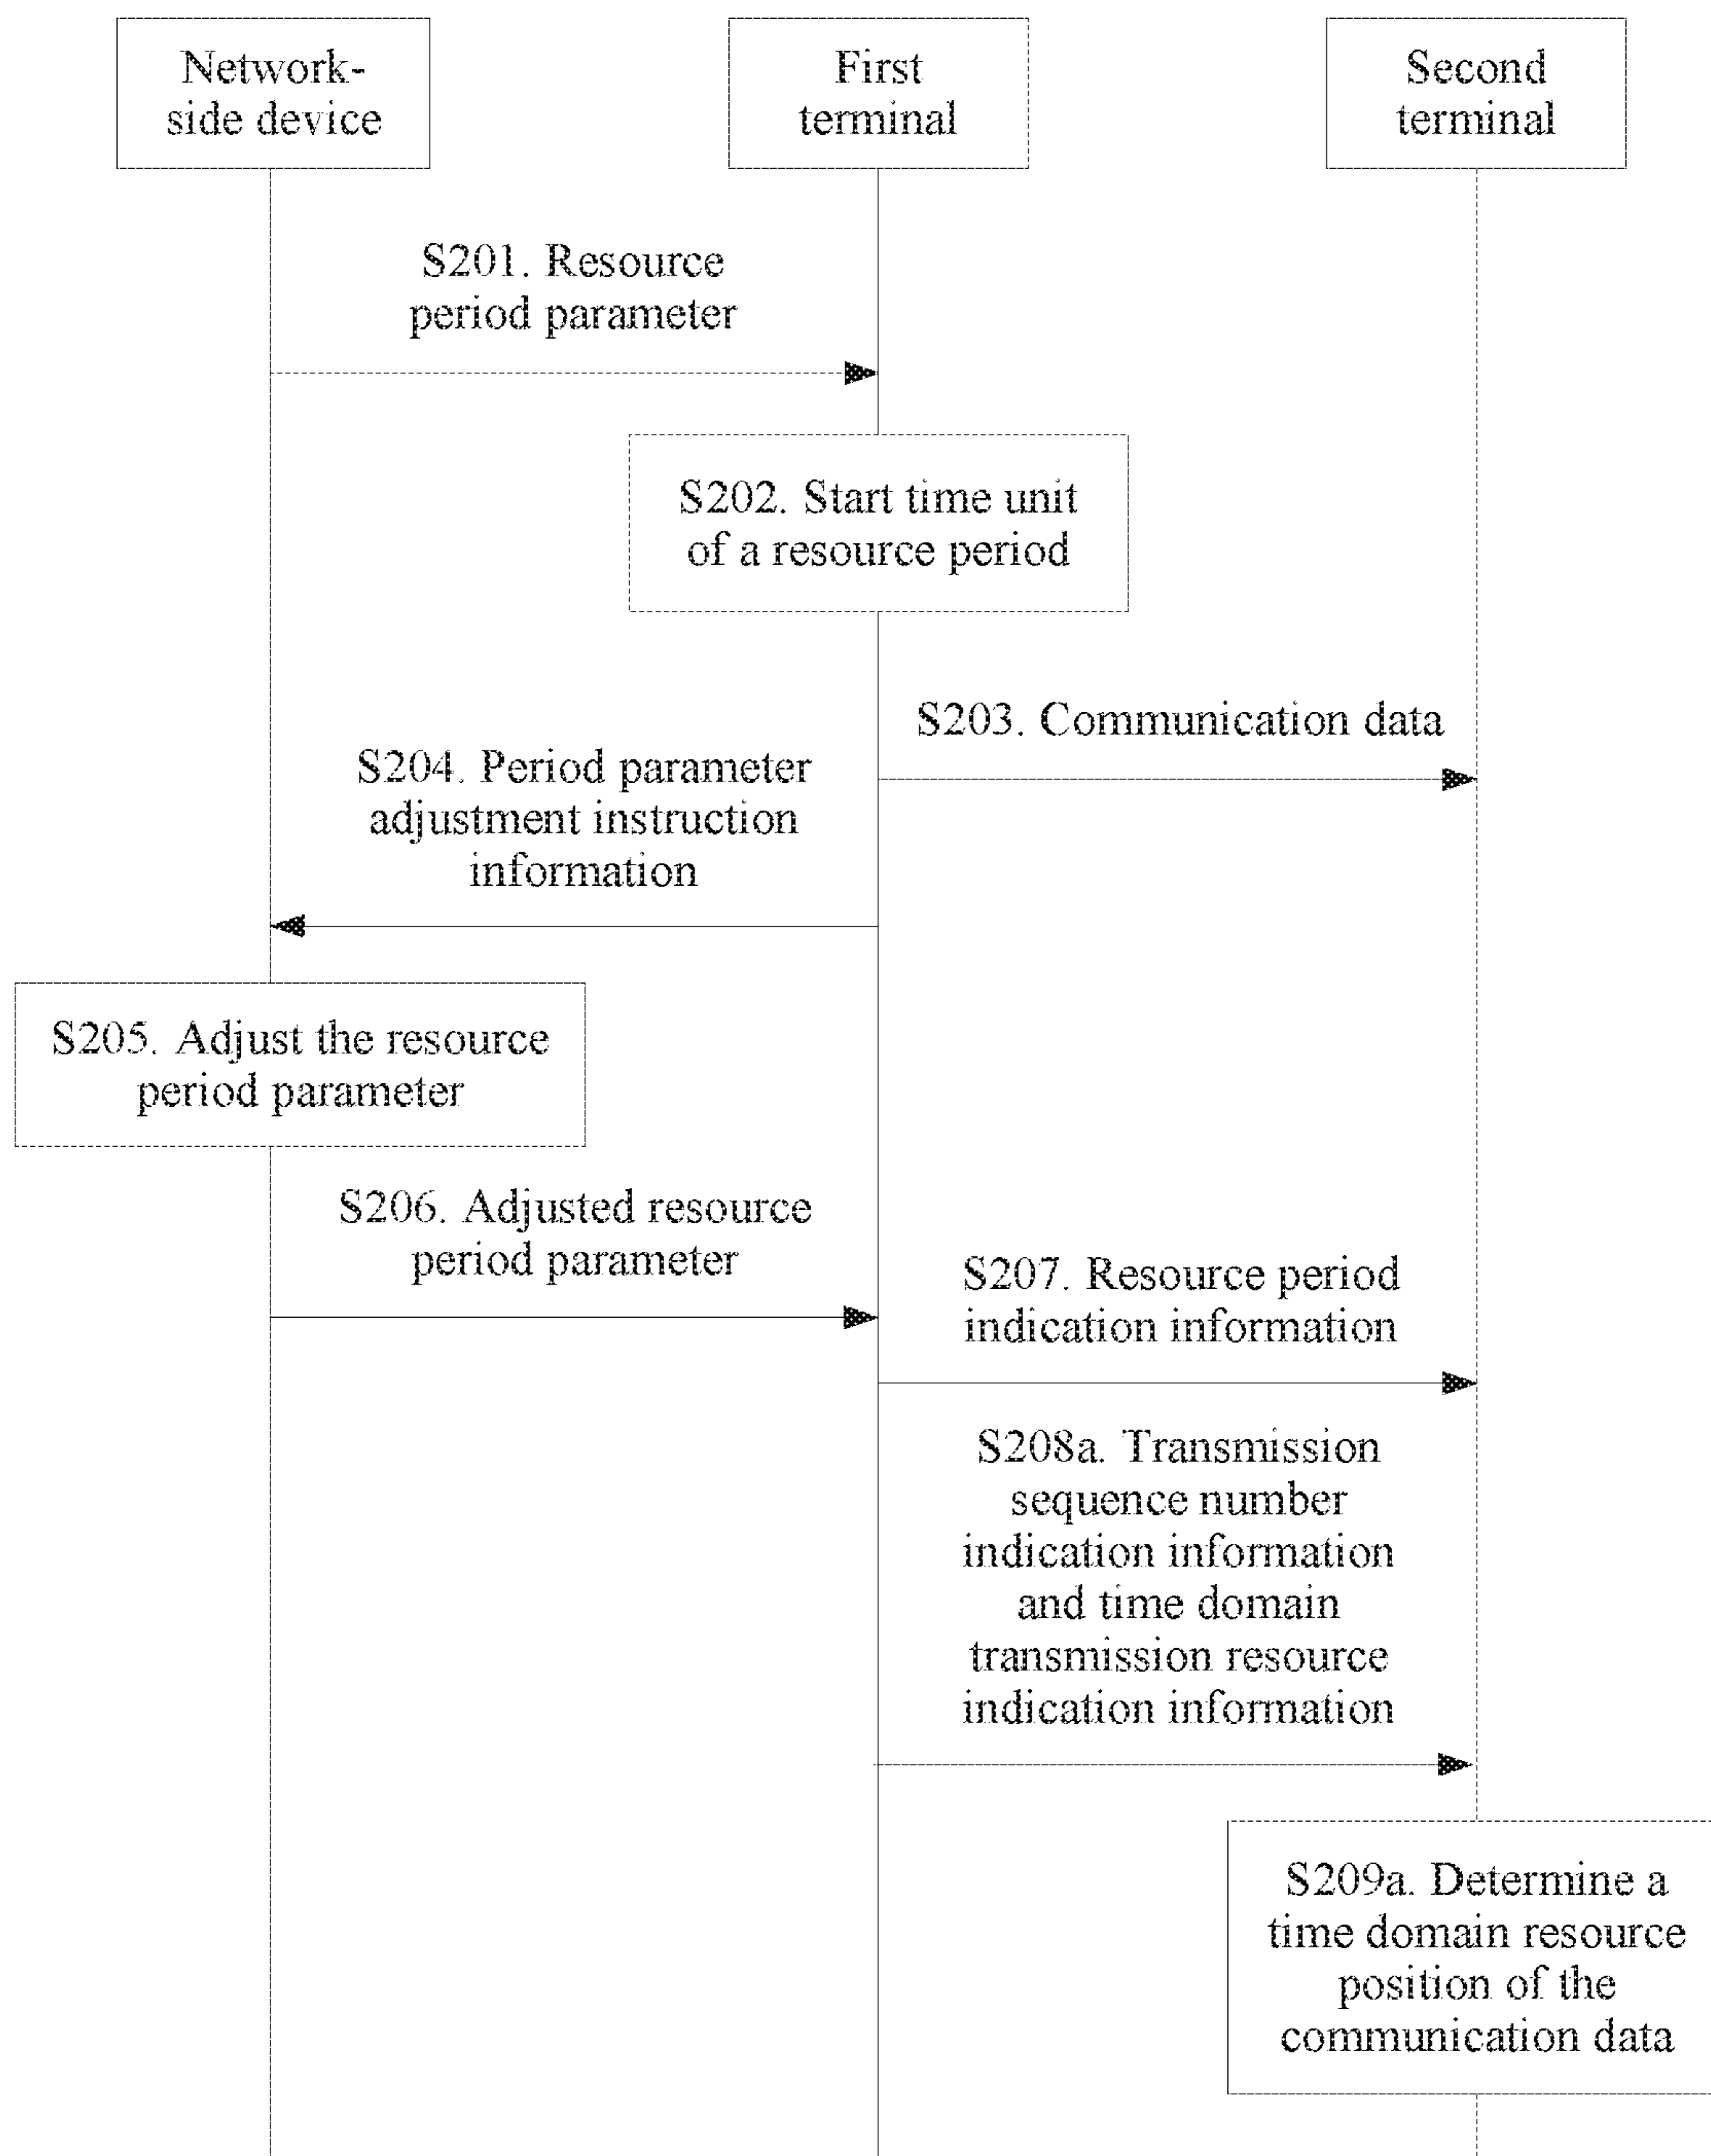 Network-
side device
First
terminal
Second
terminal
S201. Resource
period parameter
S202. Start time unit
of a resource period
S203. Communication data
S204. Period parameter
adjustment instruction
information
S205. Adjust the resource
period parameter
S206. Adjusted resource
period parameter
S207. Resource period
indication information
S208a. Transmission
sequence number
indication information
and time domain
transmission resource
indication information
S209a. Determine a
time domain resource
position of the
communication data